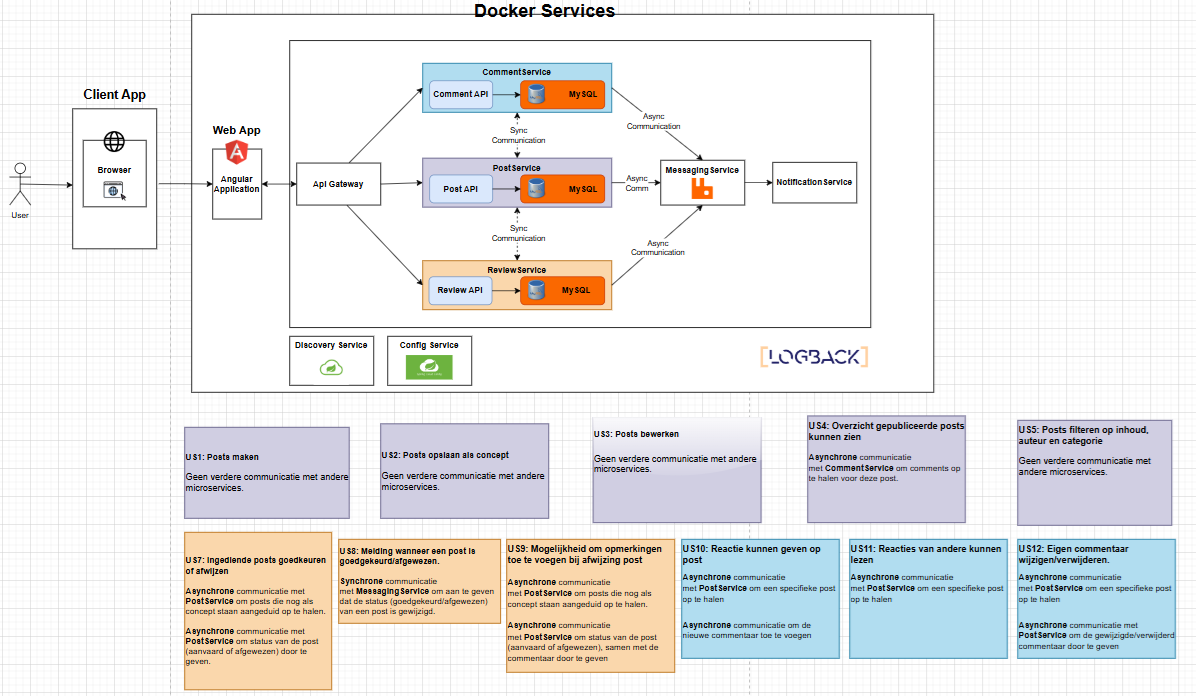 Docker Services
Client App
Browser
User
Web App
Angular
Application
Api Gateway
CommentService
Comment API
MySQL
Sync
Communication
PostService
Post API
MySQL
Sync
Communication
ReviewService
Review API
MySQL
Async
Communication
Async
Comm
Async
Communication
MessagingService
NotificationService
Discovery Service
Config Service
[LOGBACK]
US1: Posts maken
Geen verdere communicatie met andere
microservices.
US2: Posts opslaan als concept
Geen verdere communicatie met andere
microservices.
US3: Posts bewerken
Geen verdere communicatie met andere
microservices.
US4: Overzicht gepubliceerde posts
kunnen zien
Asynchrone communicatie
met CommentService om comments op
te halen voor deze post.
US5: Posts filteren op inhoud,
auteur en categorie
Geen verdere communicatie met
andere microservices.
US7: Ingediende posts goedkeuren
of afwijzen
Asynchrone communicatie met
PostService om posts die nog als
concept staan aangeduid op te halen.
Asynchrone communicatie met
PostService om status van de post
(aanvaard of afgewezen) door te
geven.
US8: Melding wanneer een post is
goedgekeurd/afgewezen.
Synchrone communicatie
met MessagingService om aan te geven
dat de status (goedgekeurd/afgewezen)
van een post is gewijzigd.
US9: Mogelijkheid om opmerkingen
toe te voegen bij afwijzing post
Asynchrone communicatie
met PostService om posts die nog als
concept staan aangeduid op te halen.
Asynchrone communicatie
met PostService om status van de post
(aanvaard of afgewezen), samen met de
commentaar door te geven
US10: Reactie kunnen geven op
post
Asynchrone communicatie
met PostService om een specifieke post
op te halen
Asynchrone communicatie om de
nieuwe commentaar toe te voegen
US11: Reacties van andere kunnen
lezen
Asynchrone communicatie
met PostService om een specifieke post
op te halen
US12: Eigen commentaar
wijzigen/verwijderen.
Asynchrone communicatie
met PostService om een specifieke post
op te halen
Asynchrone communicatie met
PostService om de gewijzigde/verwijderd
commentaar door te geven